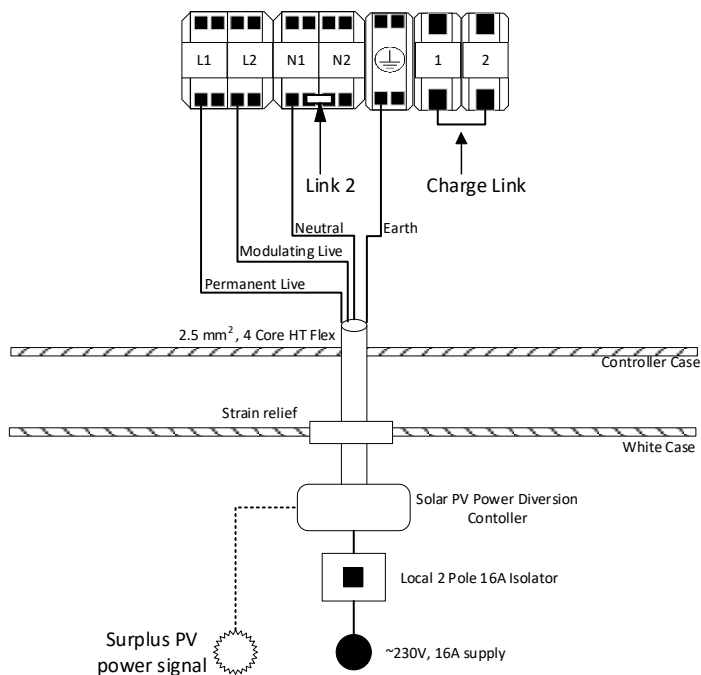 L1 L2 N1 N2 1 2
Link 2
Charge Link
Neutral
Earth
Modulating Live
Permanent Live
2.5 mm², 4 Core HT Flex
Controller Case
Strain relief
White Case
Solar PV Power Diversion
Contoller
Local 2 Pole 16A Isolator
Surplus PV
power signal
~230V, 16A supply